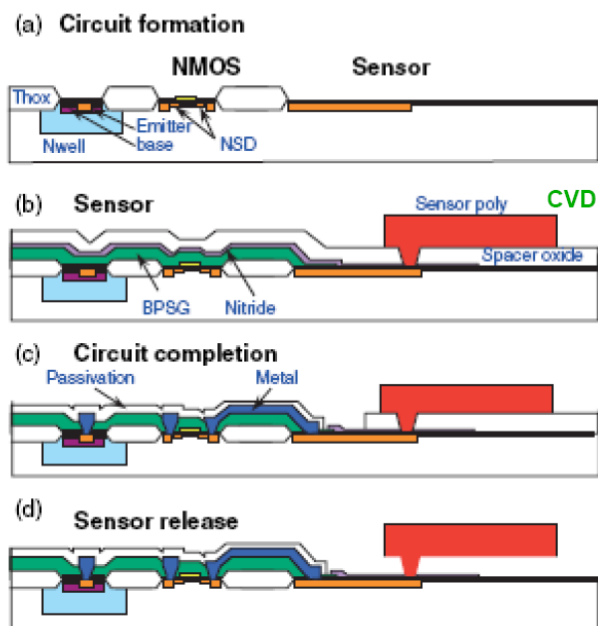 (a) Circuit formation
NMOS Sensor
Thox
Emitter
Nwell base NSD
(b) Sensor
Sensor poly CVD
Spacer oxide
BPSG Nitride
(c) Circuit completion
Passivation Metal
(d) Sensor release